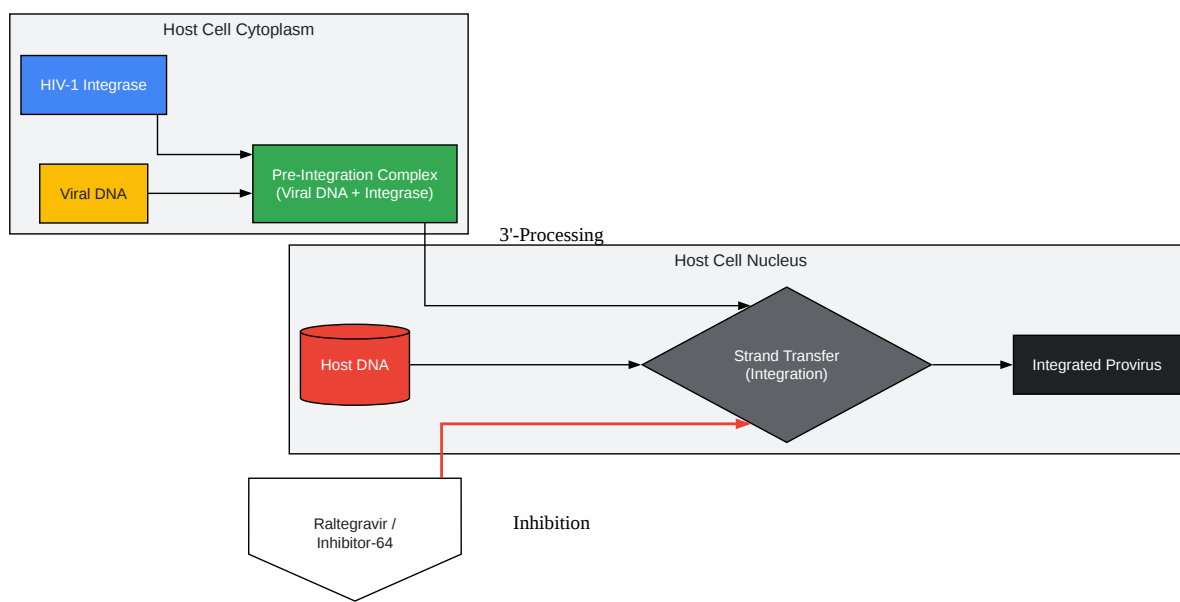 Host Cell Cytoplasm
HIV-1 Integrase
Viral DNA
Pre-Integration Complex
(Viral DNA + Integrase)
3'-Processing
Host Cell Nucleus
Host DNA
Strand Transfer
(Integration)
Integrated Provirus
Raltegravir /
Inhibitor-64
Inhibition